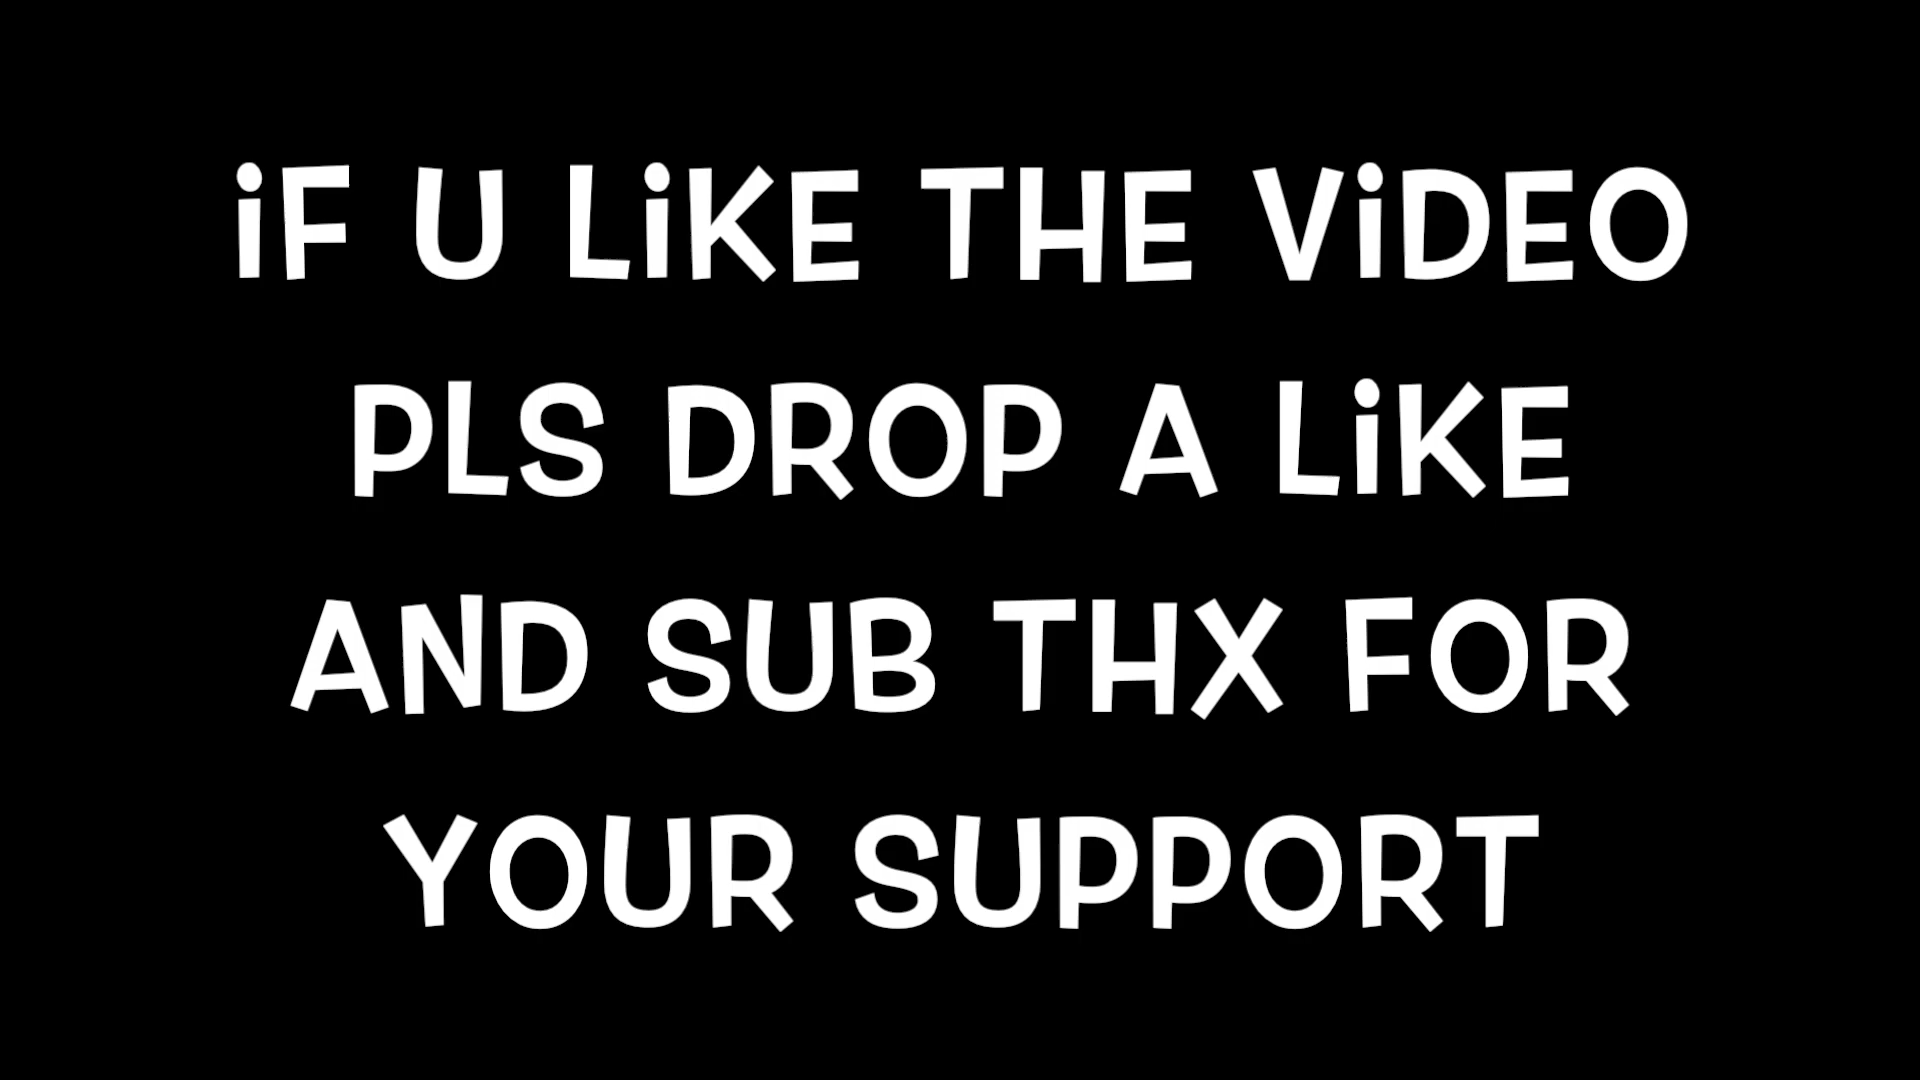 iF U LiKE THE ViDEO
PLS DROP A LiKE
AND SUB THX FOR
YOUR SUPPORT